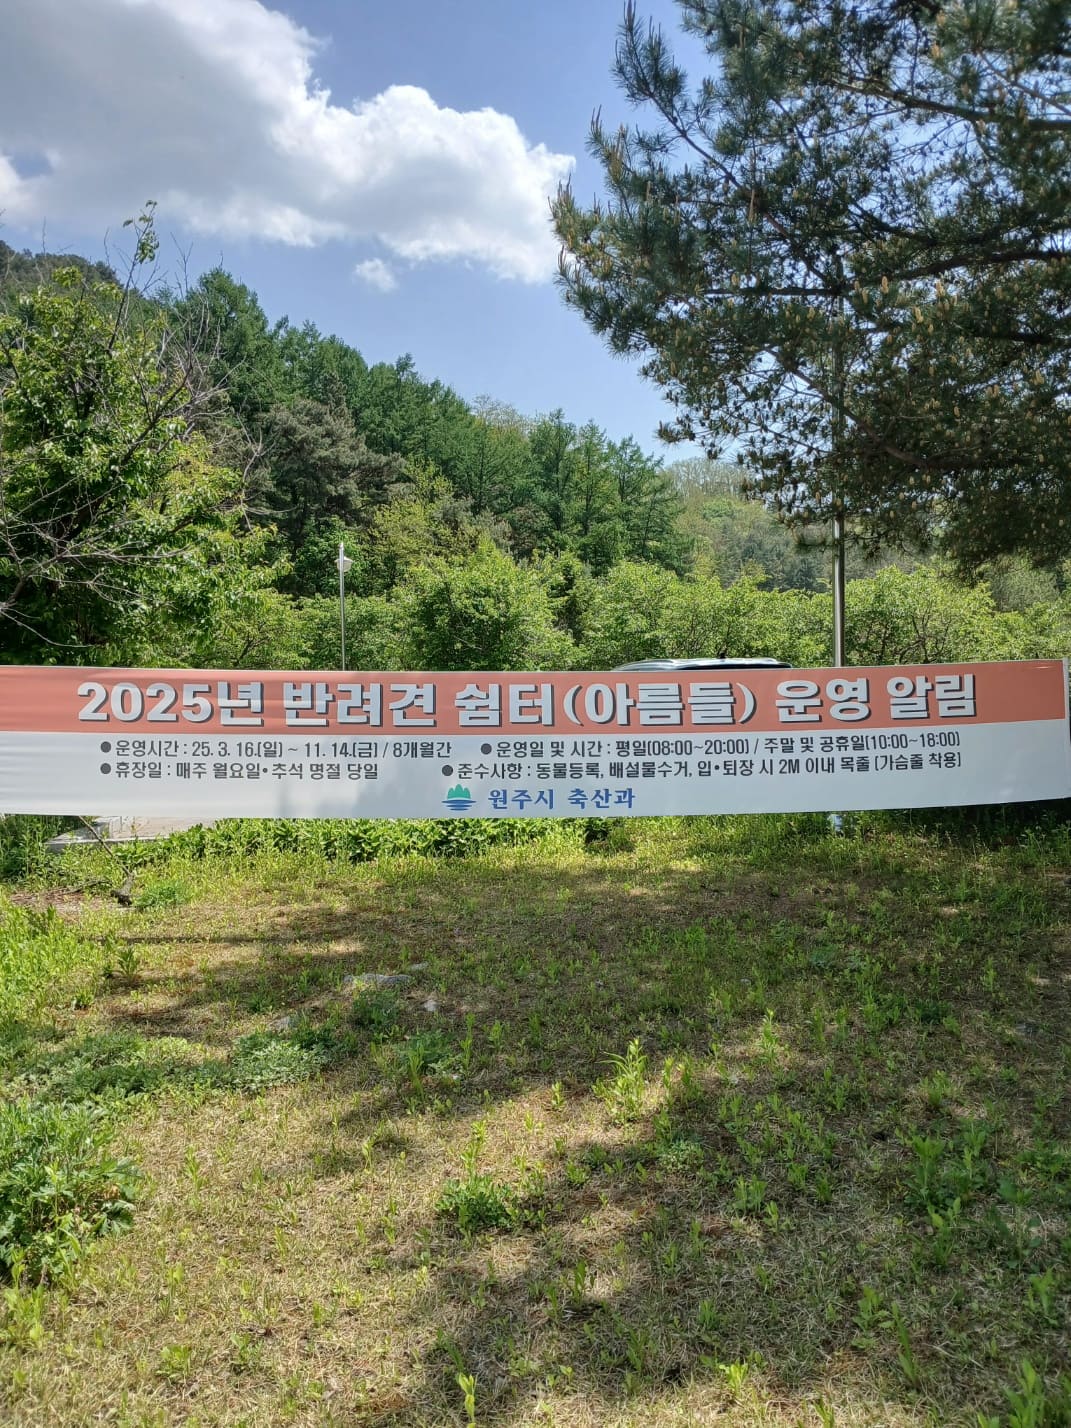 2025년 반려견 쉼터(아름들) 운영 알림
●운영시간 : 25. 3. 16.(일) ~ 11. 14.(금) / 8개월간 ●운영일 및 시간 : 평일(08:00~20:00) / 주말 및 공휴일(10:00~18:00)
●휴장일 : 매주 월요일•추석 명절 당일 ●준수사항 : 동물등록, 배설물수거, 입•퇴장 시 2M 이내 목줄 (가슴줄 착용)
원주시 축산과